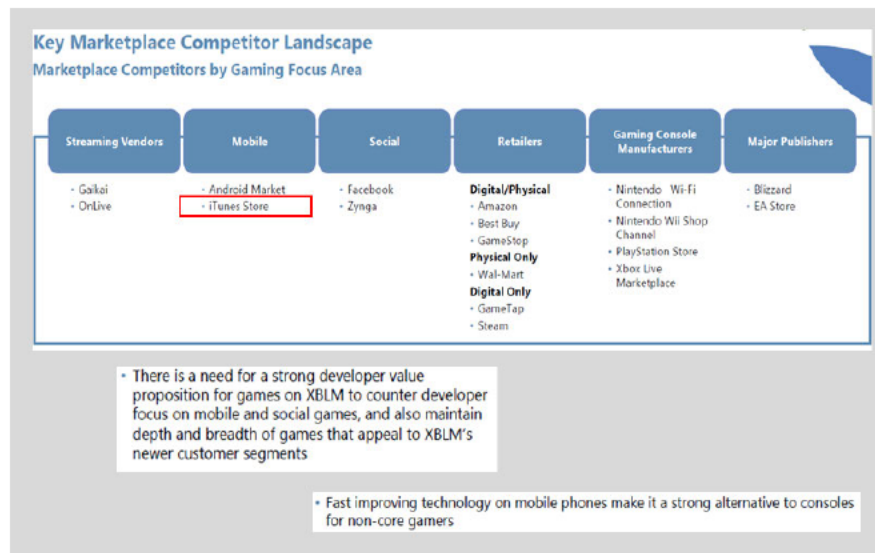 Key Marketplace Competitor Landscape
Marketplace Competitors by Gaming Focus Area
Streaming Vendors
• Gaikai
• OnLive
Mobile
• Android Market
• iTunes Store
Social
• Facebook
• Zynga
Retailers
Digital/Physical
• Amazon
• Best Buy
• GameStop
Physical Only
• Wal-Mart
Digital Only
• GameTap
• Steam
Gaming Console
Manufacturers
• Nintendo Wi-Fi
Connection
• Nintendo Wii Shop
Channel
• PlayStation Store
• Xbox Live
Marketplace
Major Publishers
• Blizzard
• EA Store
• There is a need for a strong developer value
proposition for games on XBLM to counter developer
focus on mobile and social games, and also maintain
depth and breadth of games that appeal to XBLM's
newer customer segments
• Fast improving technology on mobile phones make it a strong alternative to consoles
for non-core gamers